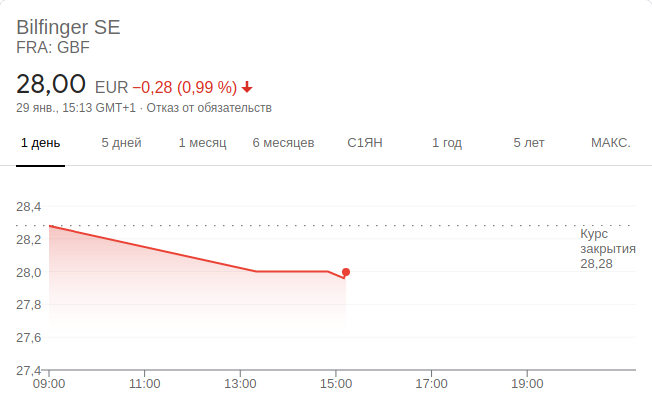 Bilfinger SE
FRA: GBF
28,00 EUR −0,28 (0,99 %)
29 янв., 15:13 GMT+1 · Отказ от обязательств
1 день 5 дней 1 месяц 6 месяцев С1ЯН 1 год 5 лет МАКС.
28,4
Курс
28,2
закрытия
28,28
28,0
27,8
27,6
27,4
09:00 11:00 13:00 15:00 17:00 19:00